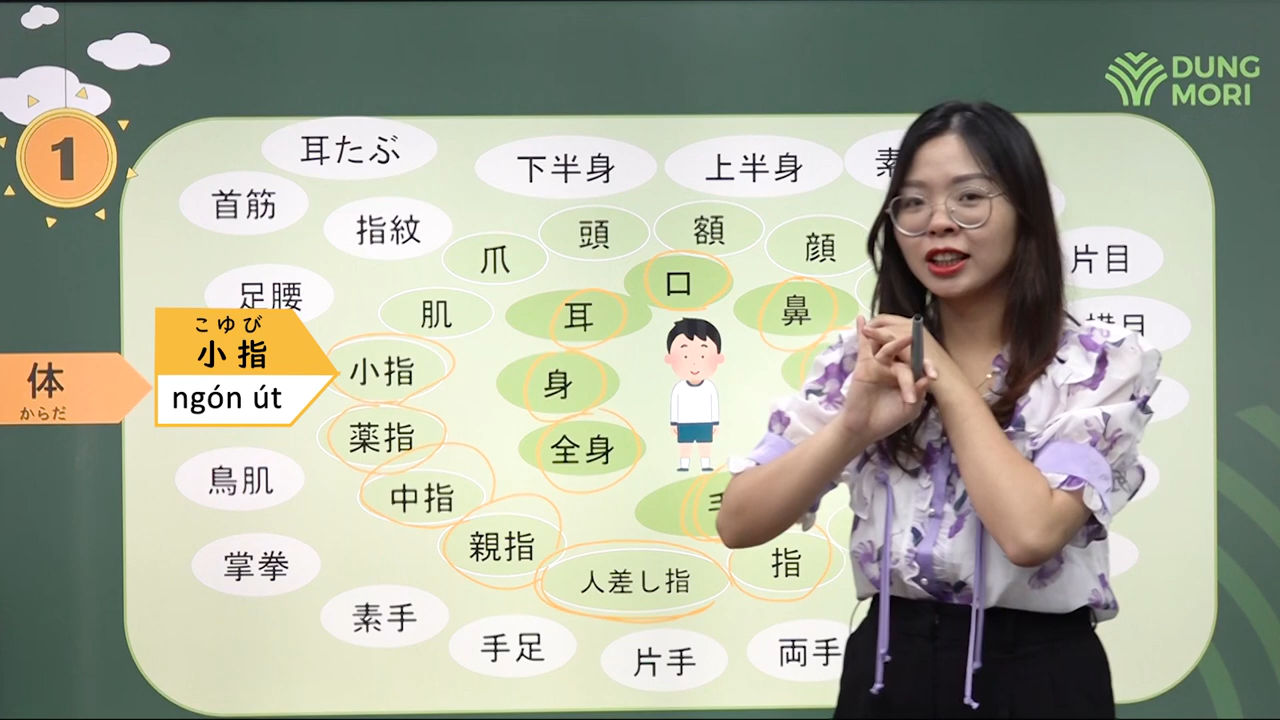 DUNG
MORI
1
耳たぶ
下半身
上半身
素
首筋
指紋
頭
額
顔
爪
片目
口
足腰
肌
耳
鼻
こゆび
小指
ngón út
小指
身
体
からだ
薬指
全身
鳥肌
中指
親指
掌拳
人差し指
指
素手
手足
片手
両手